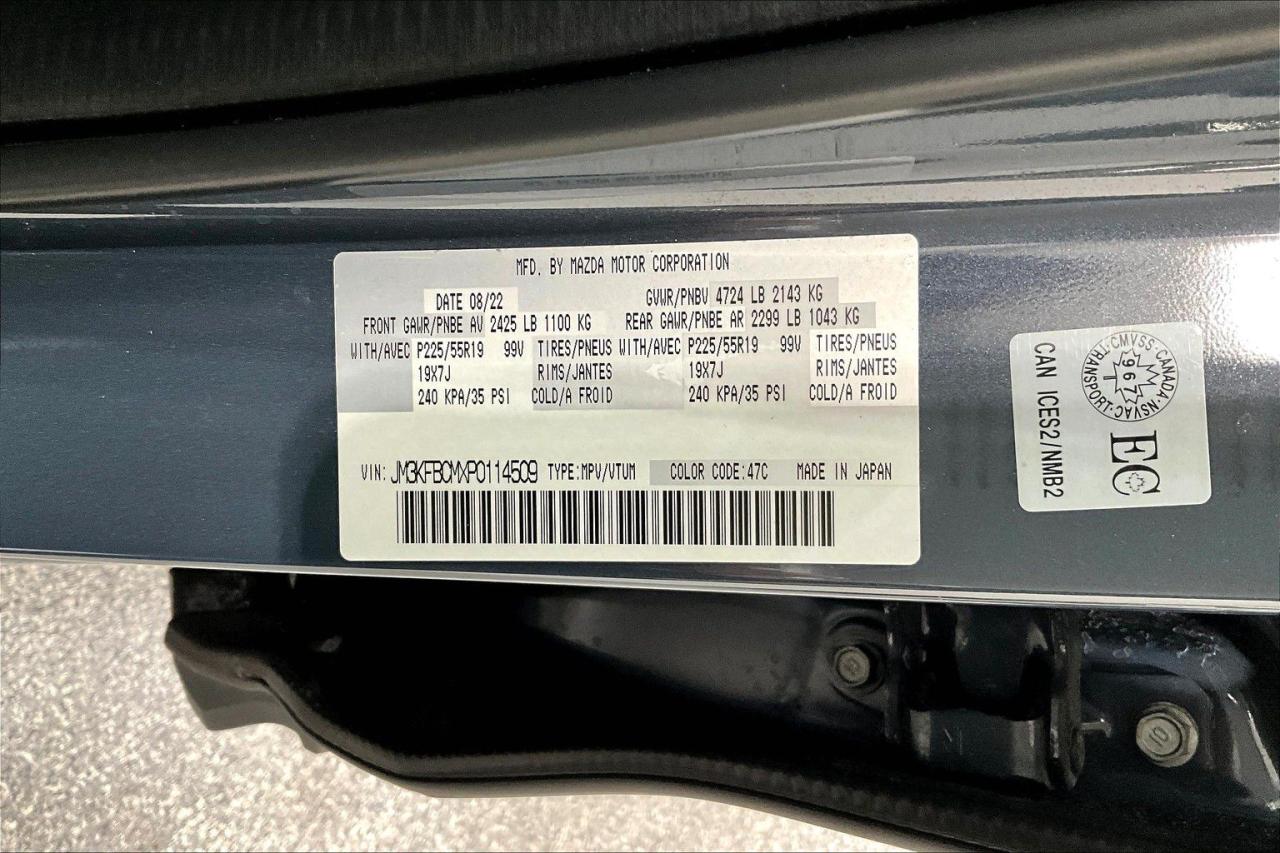 MFD. BY MAZDA MOTOR CORPORATION
DATE 08/22 GVWR/PNBV 4724 LB 2143 KG
FRONT GAWR/PNBE AV 2425 LB 1100 KG REAR GAWR/PNBE AR 2299 LB 1043 KG
WITH/AVEC P225/55R19 99V TIRES/PNEUS WITH/AVEC P225/55R19 99V TIRES/PNEUS
19X7J RIMS/JANTES 19X7J RIMS/JANTES
240 KPA/35 PSI COLD/A FROID 240 KPA/35 PSI COLD/A FROID
VIN: JM3KFBCMXP0114509 TYPE:MPV/VTUM COLOR CODE:47C MADE IN JAPAN
CANADA·NSVAC·TRANSPORT·CMVSS·
967
EC
CAN ICES2/NMB2
10